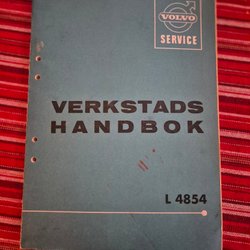 VOLVO
SERVICE
VERKSTADS
HANDBOK
L 4854